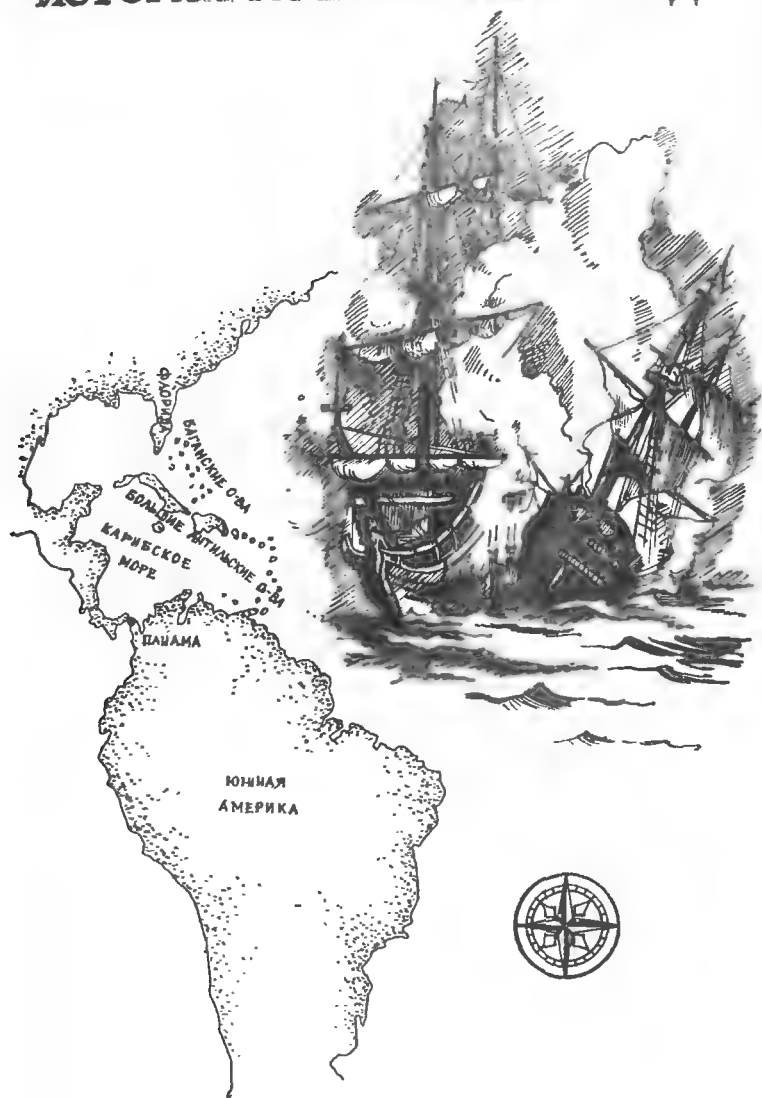 ФЛОРИДА
БАГАМСКИЕ О-ВА
БОЛЬШИЕ АНТИЛЬСКИЕ О-ВА
КАРИБСКОЕ
МОРЕ
ПАНАМА
ЮЖНАЯ
АМЕРИКА